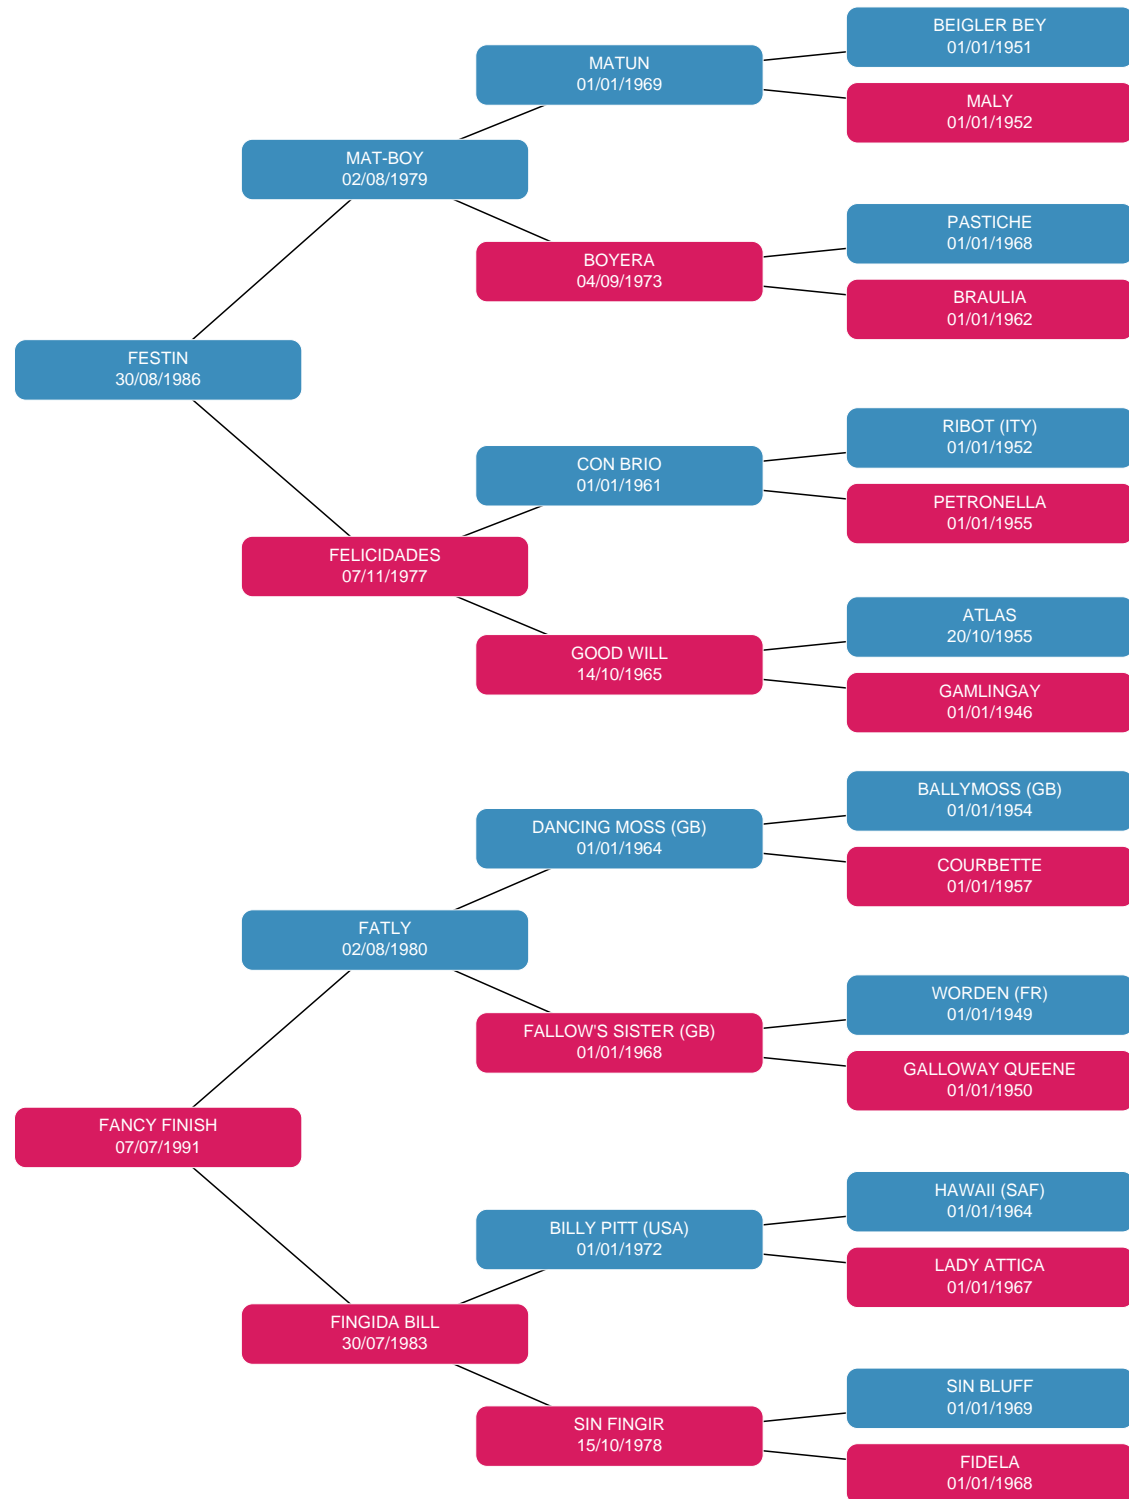 BEIGLER BEY
01/01/1951
MATUN
01/01/1969
MALY
01/01/1952
MAT-BOY
02/08/1979
PASTICHE
01/01/1968
BOYERA
04/09/1973
BRAULIA
01/01/1962
FESTIN
30/08/1986
RIBOT (ITY)
01/01/1952
CON BRIO
01/01/1961
PETRONELLA
01/01/1955
FELICIDADES
07/11/1977
ATLAS
20/10/1955
GOOD WILL
14/10/1965
GAMLINGAY
01/01/1946
BALLYMOSS (GB)
01/01/1954
DANCING MOSS (GB)
01/01/1964
COURBETTE
01/01/1957
FATLY
02/08/1980
WORDEN (FR)
01/01/1949
FALLOW'S SISTER (GB)
01/01/1968
GALLOWAY QUEENE
01/01/1950
FANCY FINISH
07/07/1991
HAWAII (SAF)
01/01/1964
BILLY PITT (USA)
01/01/1972
LADY ATTICA
01/01/1967
FINGIDA BILL
30/07/1983
SIN BLUFF
01/01/1969
SIN FINGIR
15/10/1978
FIDELA
01/01/1968